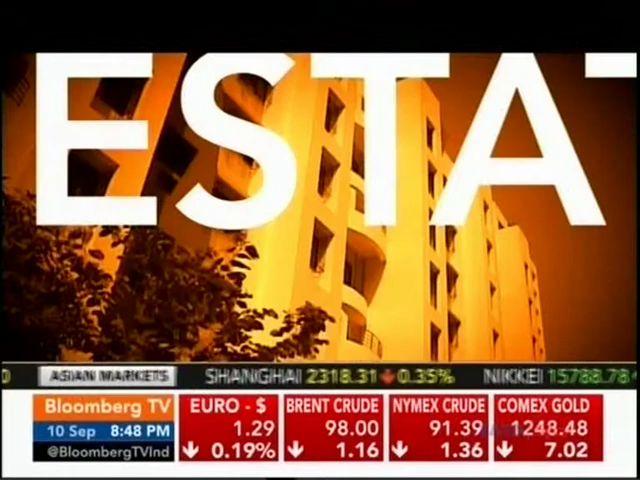 ESTAT
0 ASIAN MARKETS SHANGHAI 2318.31 0.35% NIKKEI 15788.78
Bloomberg TV
10 Sep 8:48 PM
@BloombergTVInd
EURO - $
1.29
0.19%
BRENT CRUDE
98.00
1.16
NYMEX CRUDE
91.39
1.36
COMEX GOLD
1248.48
7.02